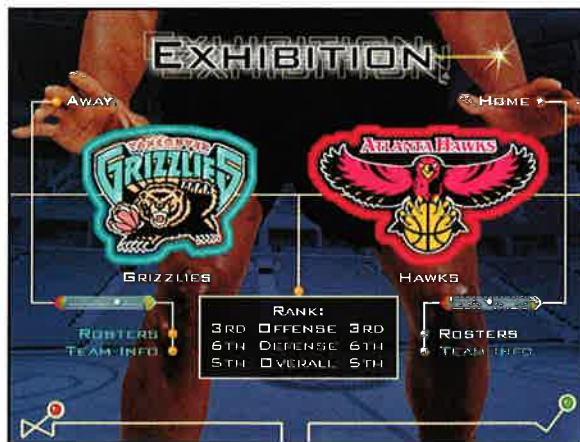 EXHIBITION
AWAY
HOME
VANCOUVER
GRIZZLIES
ATLANTA HAWKS
GRIZZLIES
HAWKS
RANK:
3RD OFFENSE 3RD
6TH DEFENSE 6TH
5TH OVERALL 5TH
ROSTERS
TEAM INFO
ROSTERS
TEAM INFO